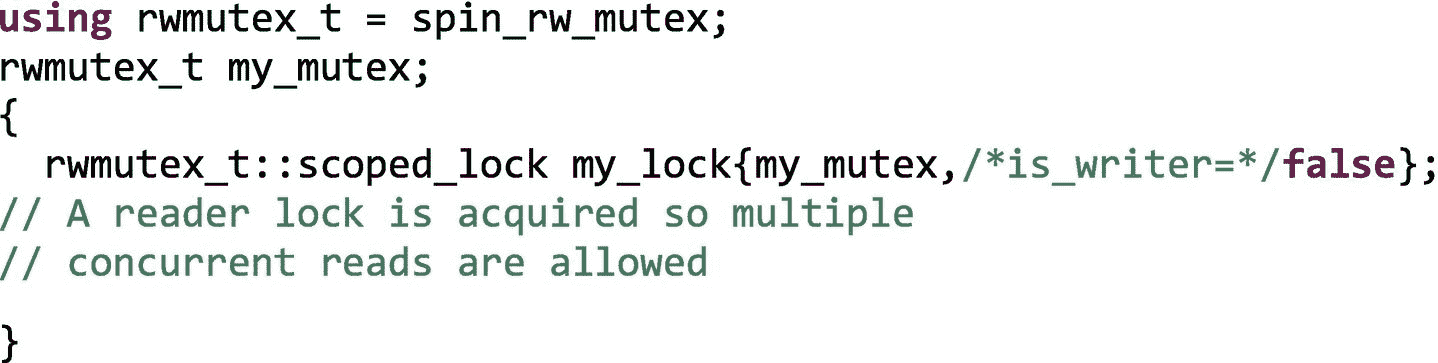 using rwmutex_t = spin_rw_mutex;
rwmutex_t my_mutex;
{
  rwmutex_t::scoped_lock my_lock{my_mutex,/*is_writer=*/false};
// A reader lock is acquired so multiple
// concurrent reads are allowed
}